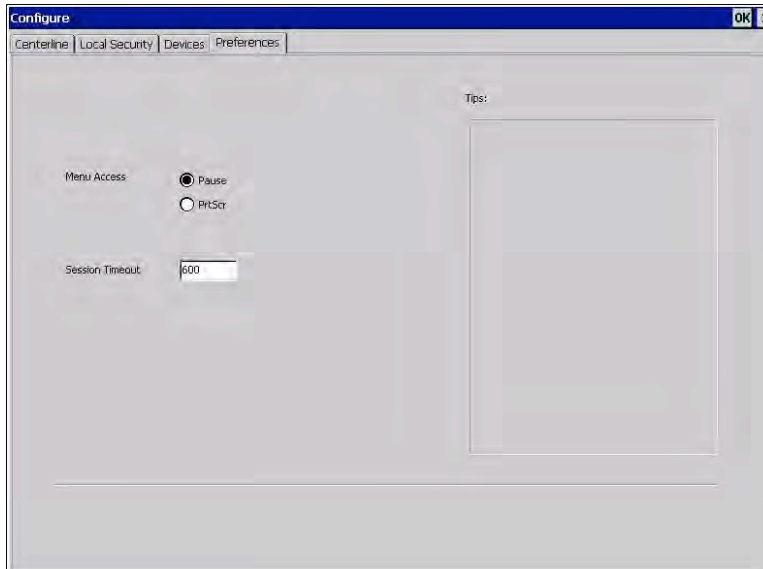 Configure
OK
Centerline
Local Security
Devices
Preferences
Tips:
Menu Access
Pause
PrtScr
Session Timeout
600